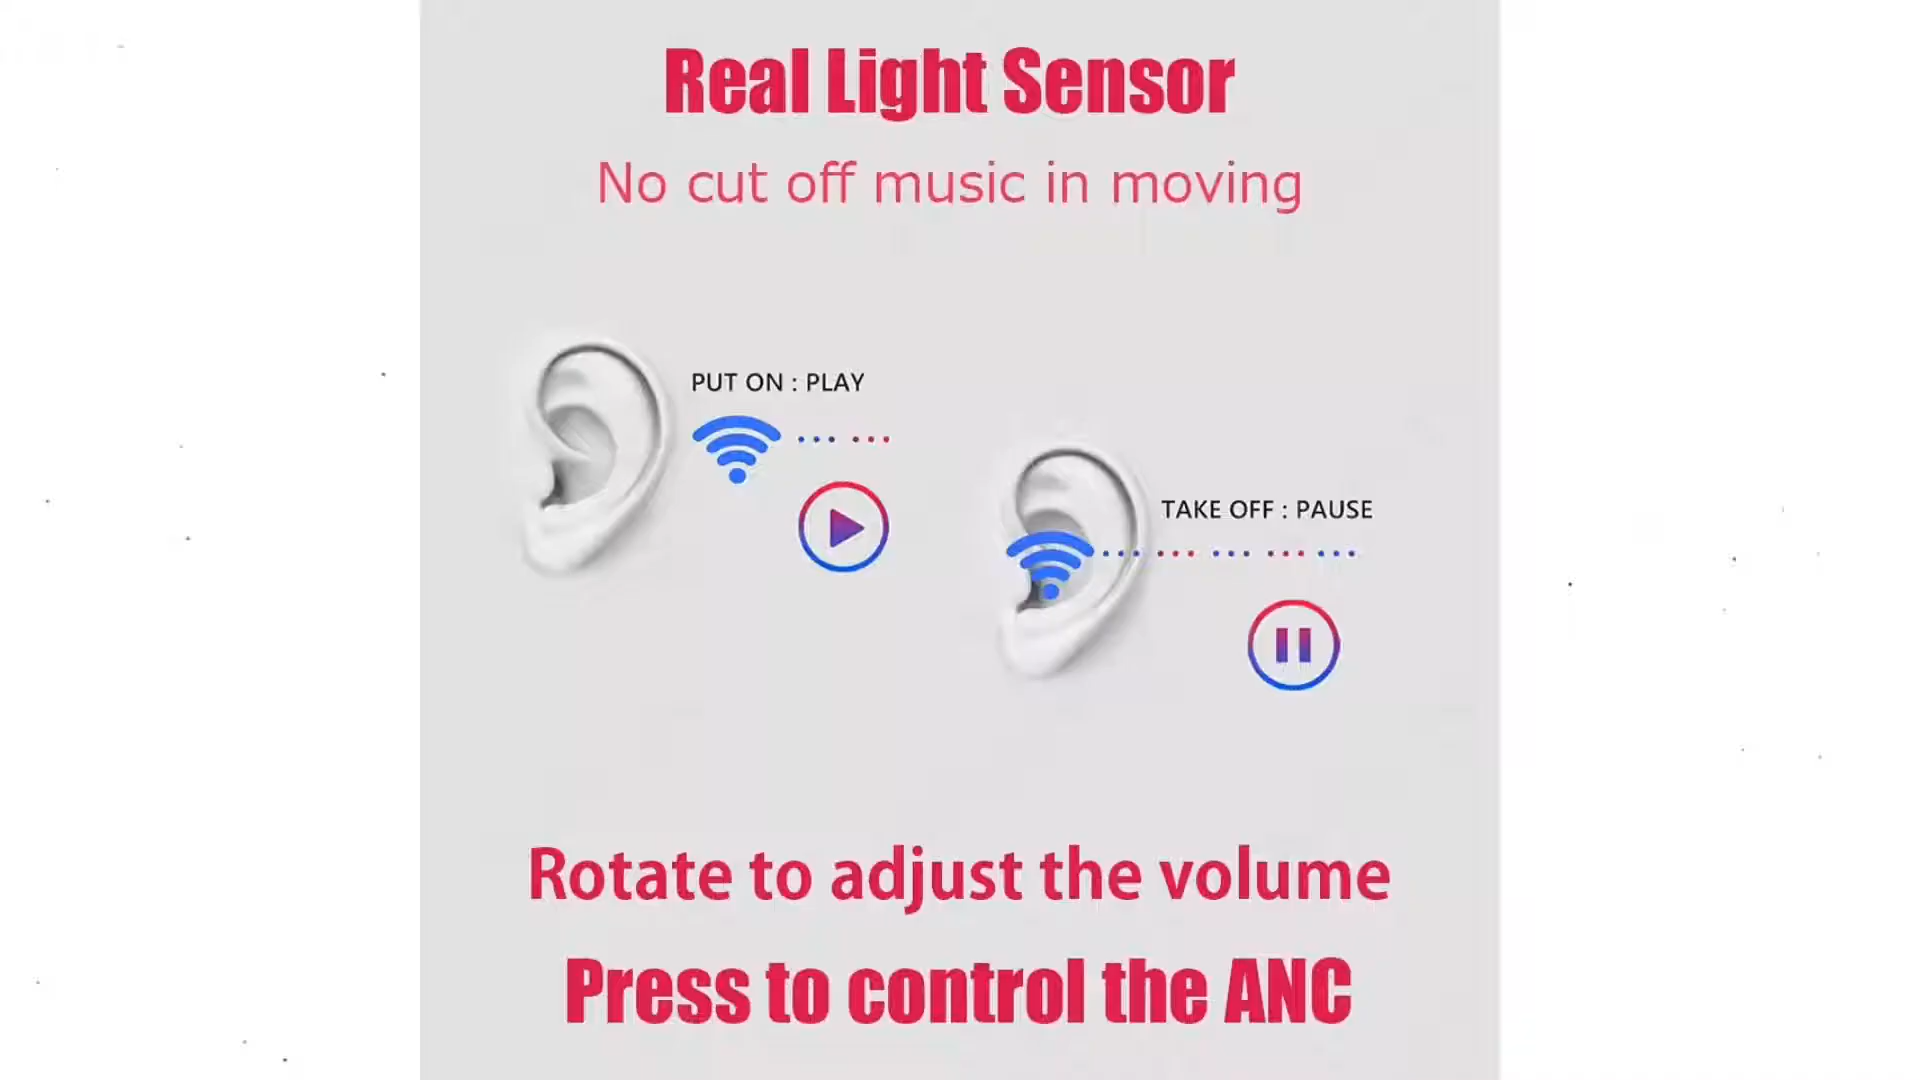 Real Light Sensor
No cut off music in moving
PUT ON : PLAY
TAKE OFF : PAUSE
Rotate to adjust the volume
Press to control the ANC